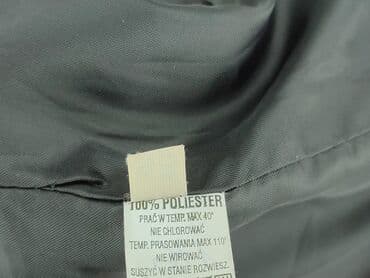 100% POLIESTER
PRAĆ W TEMP. MAX 40°
NIE CHLOROWAĆ
TEMP. PRASOWANIA MAX 110°
NIE WIROWAĆ
SUSZYĆ W STANIE ROZWIESZ.